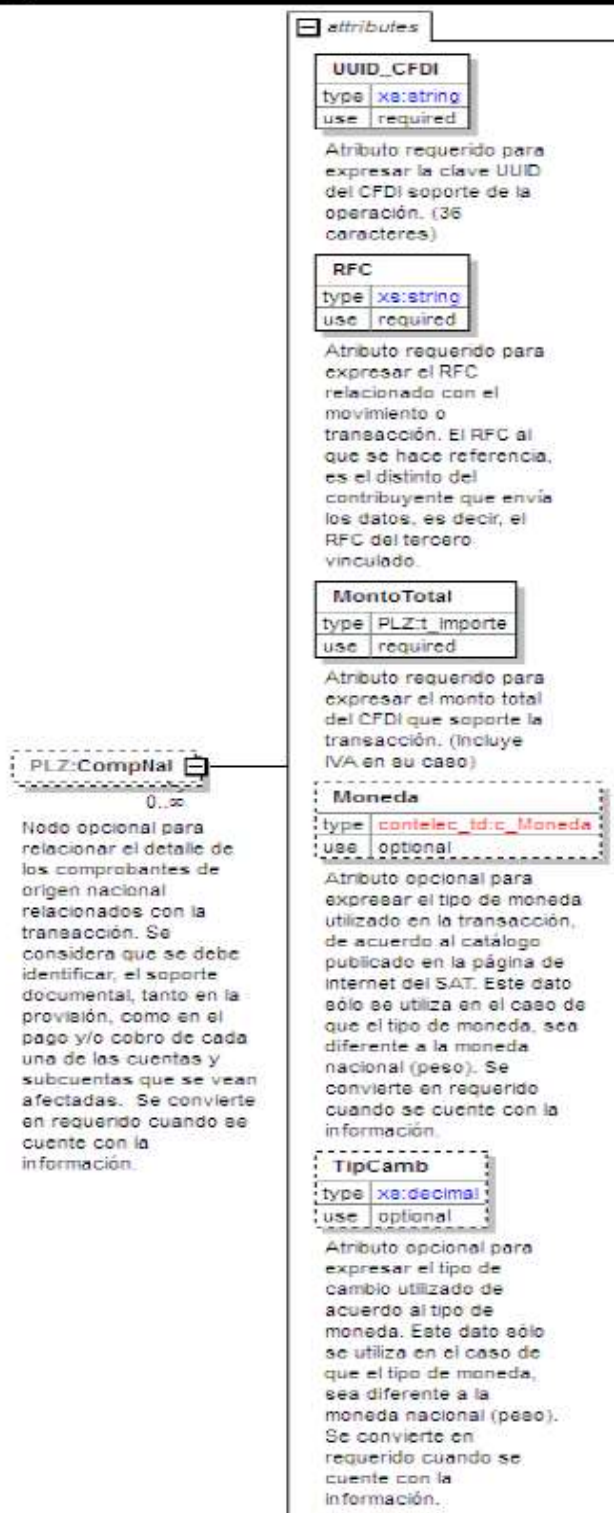 attributes
UUID_CFDI
type xs:string
use required
Atributo requerido para
expresar la clave UUID
del CFDI soporte de la
operación. (36
caracteres)
RFC
type xs:string
use required
Atributo requerido para
expresar el RFC
relacionado con el
movimiento o
transacción. El RFC al
que se hace referencia,
es el distinto del
contribuyente que envía
los datos, es decir, el
RFC del tercero
vinculado.
MontoTotal
type PLZ:t_Importe
use required
Atributo requerido para
expresar el monto total
del CFDI que soporte la
transacción. (Incluye
IVA en su caso)
PLZ:CompNal
0..∞
Nodo opcional para
relacionar el detalle de
los comprobantes de
origen nacional
relacionados con la
transacción. Se
considera que se debe
identificar, el soporte
documental, tanto en la
provisión, como en el
pago y/o cobro de cada
una de las cuentas y
subcuentas que se vean
afectadas. Se convierte
en requerido cuando se
cuente con la
información.
Moneda
type contelec_td:c_Moneda
use optional
Atributo opcional para
expresar el tipo de moneda
utilizado en la transacción,
de acuerdo al catálogo
publicado en la página de
internet del SAT. Este dato
sólo se utiliza en el caso de
que el tipo de moneda, sea
diferente a la moneda
nacional (peso). Se
convierte en requerido
cuando se cuente con la
información.
TipCamb
type xs:decimal
use optional
Atributo opcional para
expresar el tipo de
cambio utilizado de
acuerdo al tipo de
moneda. Este dato sólo
se utiliza en el caso de
que el tipo de moneda,
sea diferente a la
moneda nacional (peso).
Se convierte en
requerido cuando se
cuente con la
información.